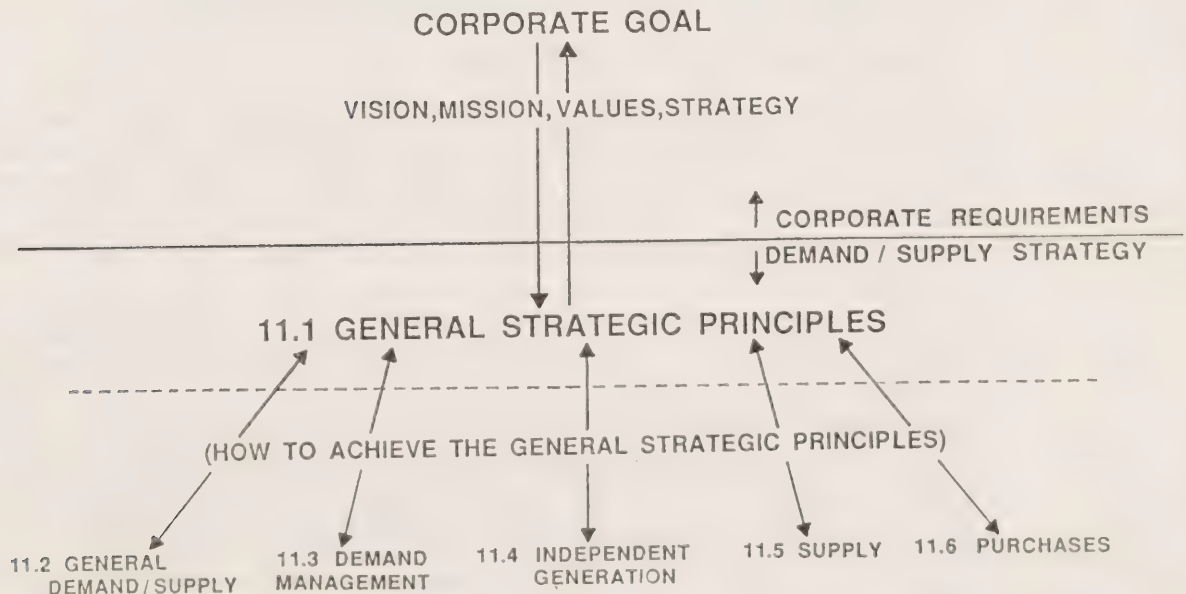 CORPORATE GOAL
VISION,MISSION,VALUES,STRATEGY
CORPORATE REQUIREMENTS
DEMAND / SUPPLY STRATEGY
11.1 GENERAL STRATEGIC PRINCIPLES
(HOW TO ACHIEVE THE GENERAL STRATEGIC PRINCIPLES)
11.2 GENERAL
DEMAND/SUPPLY
11.3 DEMAND
MANAGEMENT
11.4 INDEPENDENT
GENERATION
11.5 SUPPLY
11.6 PURCHASES